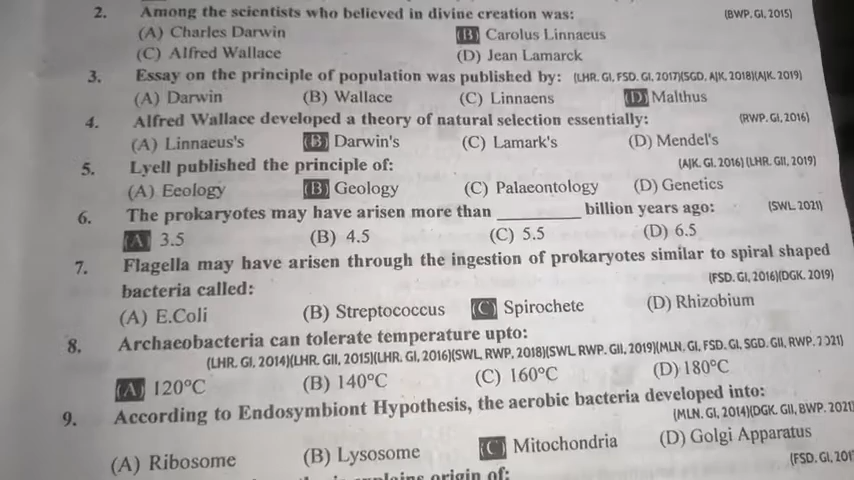 2. Among the scientists who believed in divine creation was: (BWP. GI, 2015)
(A) Charles Darwin (B) Carolus Linnaeus
(C) Alfred Wallace (D) Jean Lamarck
3. Essay on the principle of population was published by: (LHR. GI, FSD. GI, 2017)(SGD, AJK, 2018)(AJK. 2019)
(A) Darwin (B) Wallace (C) Linnaens (D) Malthus
4. Alfred Wallace developed a theory of natural selection essentially: (RWP. GI, 2016)
(A) Linnaeus's (B) Darwin's (C) Lamark's (D) Mendel's
5. Lyell published the principle of: (AJK. GI. 2016) (LHR. GII, 2019)
(A) Ecology (B) Geology (C) Palaeontology (D) Genetics
6. The prokaryotes may have arisen more than ________ billion years ago: (SWL. 2021)
(A) 3.5 (B) 4.5 (C) 5.5 (D) 6.5
7. Flagella may have arisen through the ingestion of prokaryotes similar to spiral shaped
bacteria called: (FSD. GI, 2016)(DGK. 2019)
(A) E.Coli (B) Streptococcus (C) Spirochete (D) Rhizobium
8. Archaeobacteria can tolerate temperature upto:
(LHR. GI, 2014)(LHR. GII, 2015)(LHR. GI, 2016)(SWL, RWP, 2018)(SWL. RWP. GII, 2019)(MLN, GI, FSD. GI, SGD. GII, RWP. 2021)
(A) 120°C (B) 140°C (C) 160°C (D) 180°C
9. According to Endosymbiont Hypothesis, the aerobic bacteria developed into:
(MLN. GI, 2014)(DGK. GII, BWP. 2021)
(A) Ribosome (B) Lysosome (C) Mitochondria (D) Golgi Apparatus
(FSD. GI, 201
origin of: